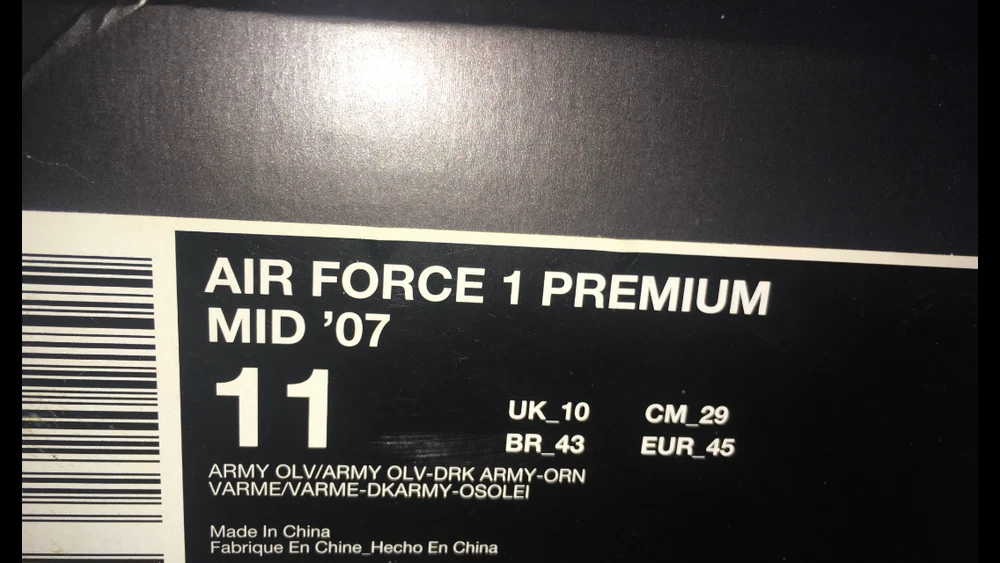 AIR FORCE 1 PREMIUM
MID '07
11
UK_10 CM_29
BR_43 EUR_45
ARMY OLV/ARMY OLV-DRK ARMY-ORN
VARME/VARME-DKARMY-OSOLEI
Made In China
Fabrique En Chine_Hecho En China